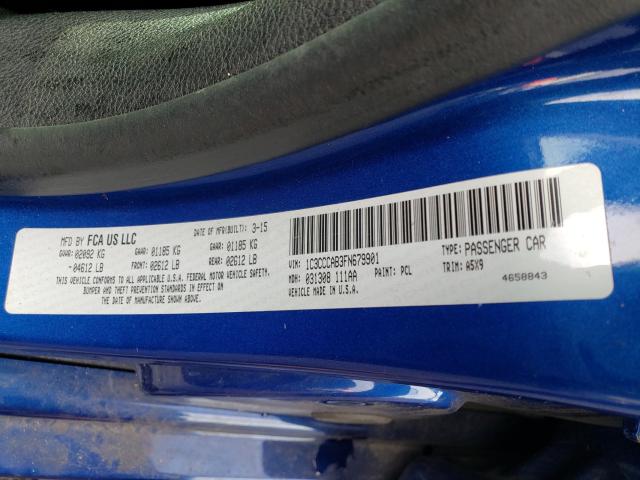 MFD BY FCA US LLC
DATE OF MFR(BUILT): 3-15
GVWR: 02092 KG GAWR: 01185 KG GAWR: 01185 KG
-04612 LB FRONT: 02612 LB REAR: 02612 LB
THIS VEHICLE CONFORMS TO ALL APPLICABLE U.S.A. FEDERAL MOTOR VEHICLE SAFETY,
BUMPER AND THEFT PREVENTION STANDARDS IN EFFECT ON
THE DATE OF MANUFACTURE SHOWN ABOVE.
VIN: 1C3CCCAB3FN679901 TYPE: PASSENGER CAR
MDH: 031308 111AA PAINT: PCL TRIM: A5X9
VEHICLE MADE IN U.S.A. 4658843